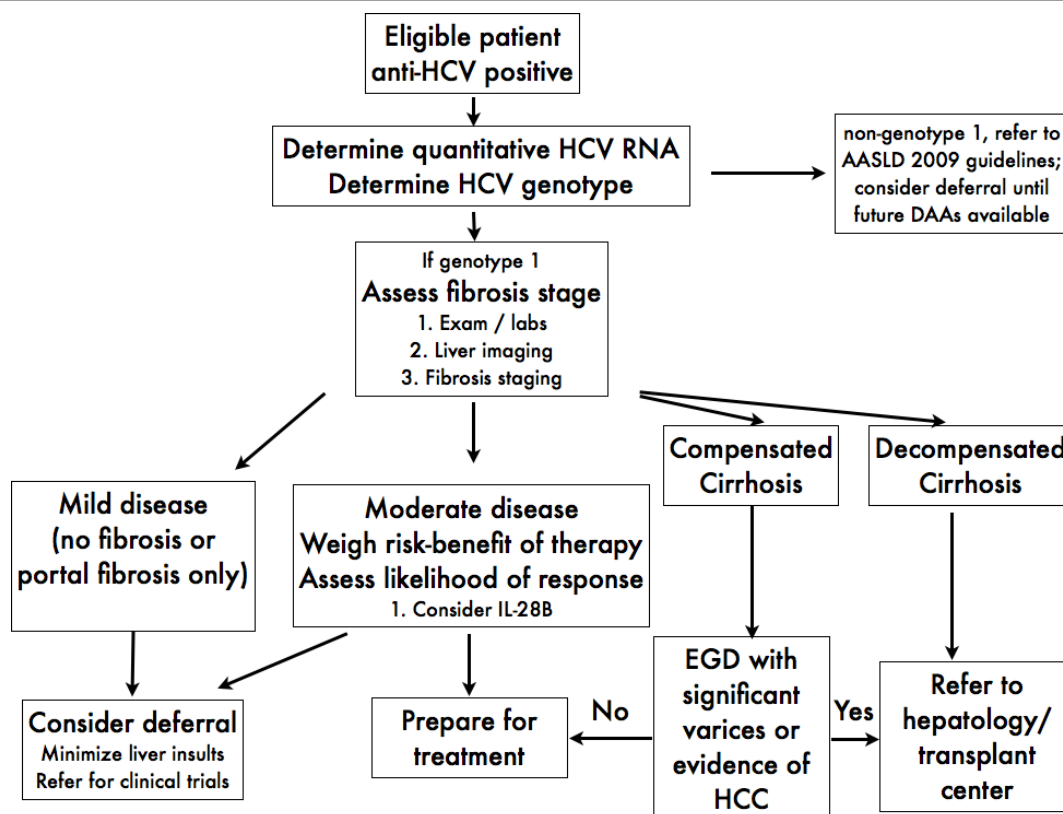 Eligible patient
anti-HCV positive
Determine quantitative HCV RNA
Determine HCV genotype
non-genotype 1, refer to
AASLD 2009 guidelines;
consider deferral until
future DAAs available
If genotype 1
Assess fibrosis stage
1. Exam / labs
2. Liver imaging
3. Fibrosis staging
Mild disease
(no fibrosis or
portal fibrosis only)
Moderate disease
Weigh risk-benefit of therapy
Assess likelihood of response
1. Consider IL-28B
Compensated
Cirrhosis
Decompensated
Cirrhosis
Consider deferral
Minimize liver insults
Refer for clinical trials
Prepare for
treatment
No
EGD with
significant
varices or
evidence of
HCC
Yes
Refer to
hepatology/
transplant
center